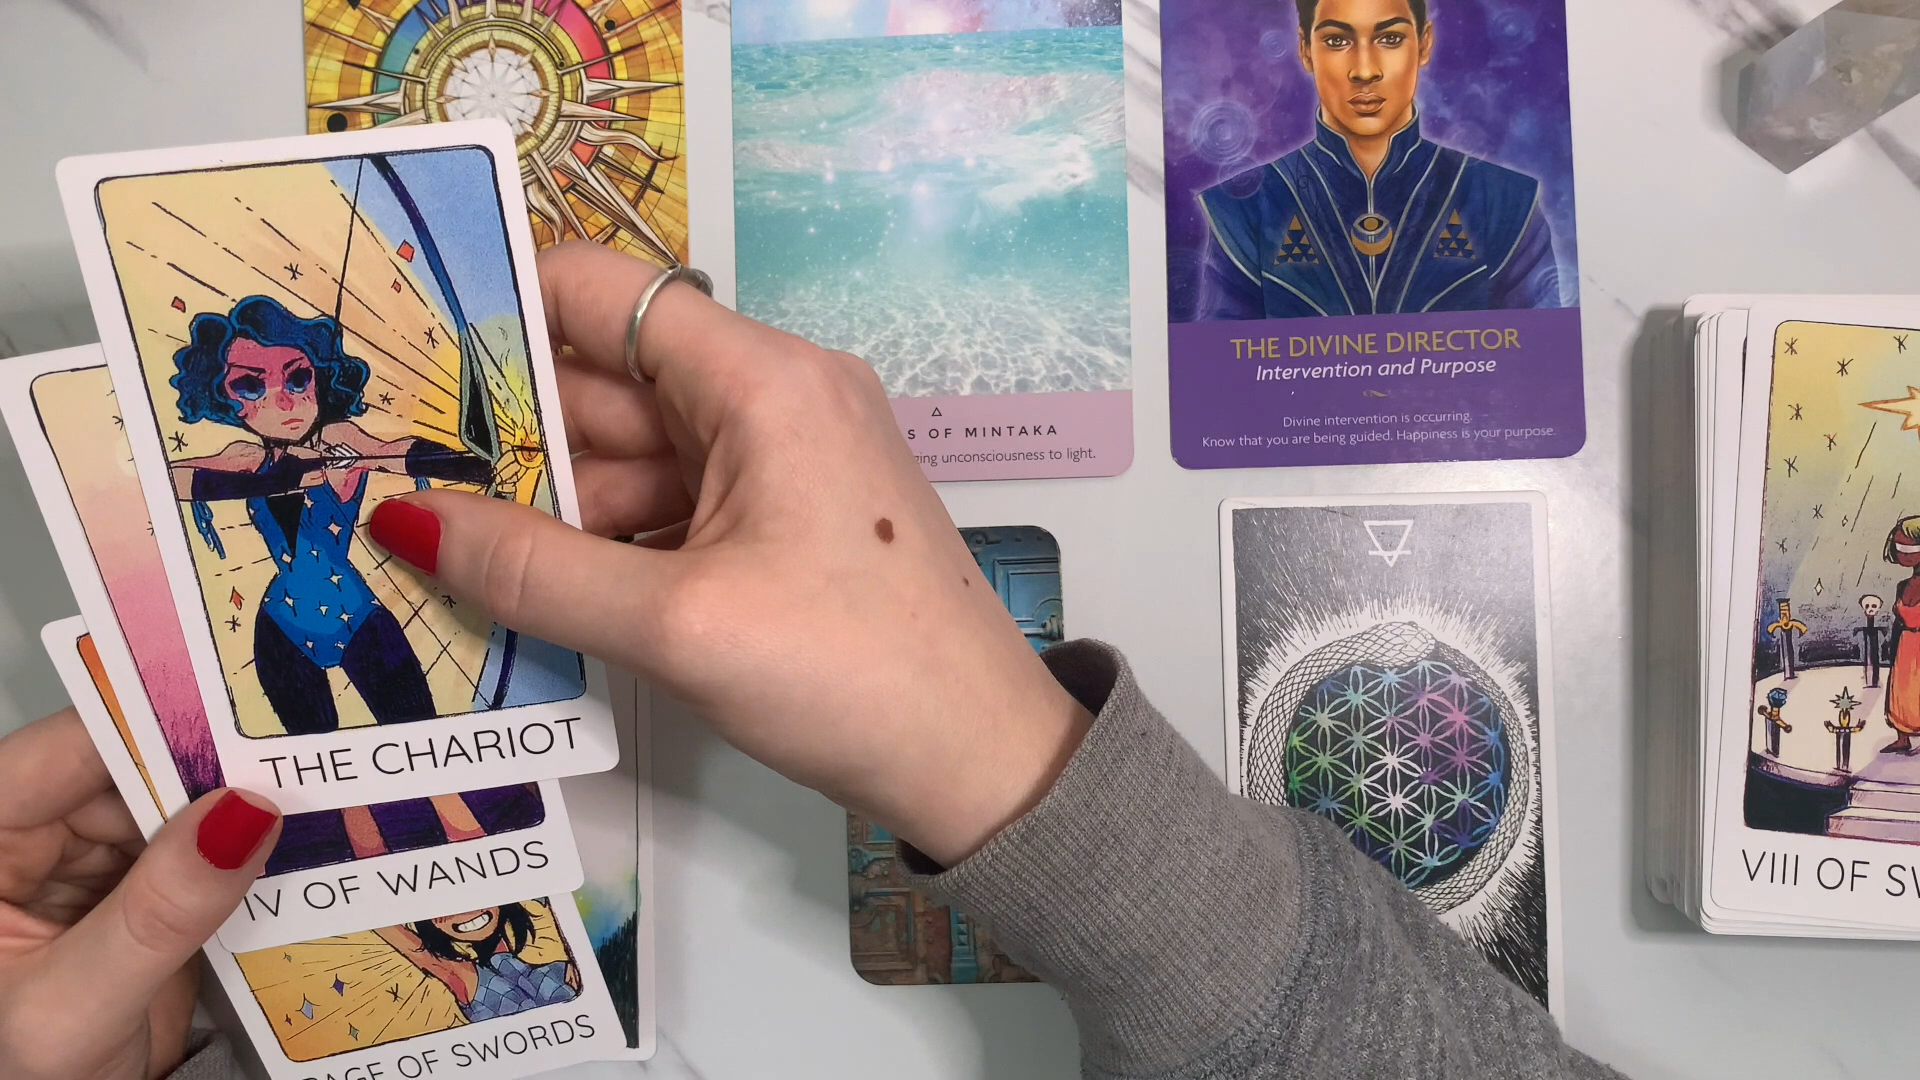 THE CHARIOT
IV OF WANDS
OF SWORDS
OF MINTAKA
unconsciousness to light.
THE DIVINE DIRECTOR
Intervention and Purpose
Divine intervention is occurring.
Know that you are being guided. Happiness is your purpose.
VIII OF